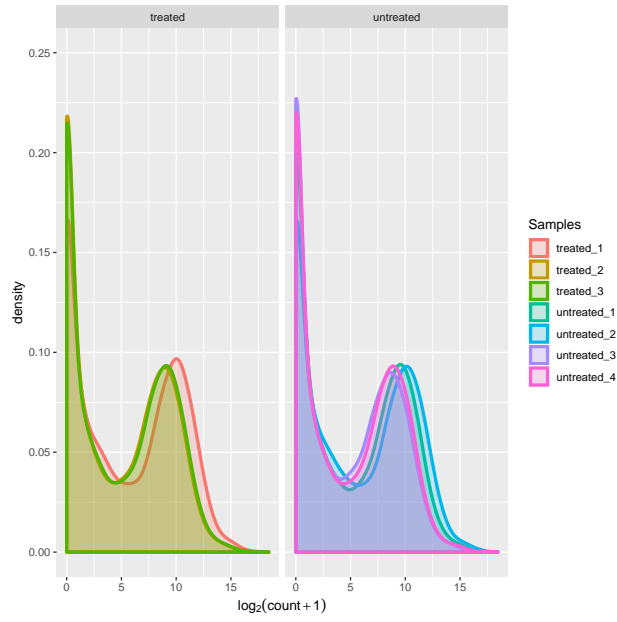 treated
untreated
0.25
0.20
0.15
0.10
0.05
0.00
density
0 5 10 15
0 5 10 15
log₂(count+1)
Samples
treated_1
treated_2
treated_3
untreated_1
untreated_2
untreated_3
untreated_4